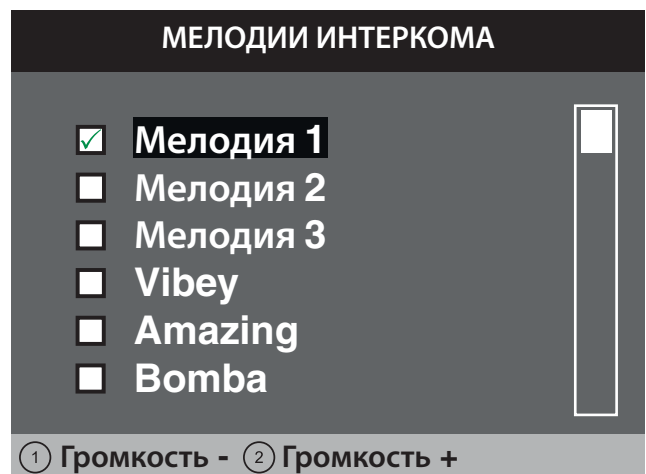 МЕЛОДИИ ИНТЕРКОМА
Мелодия 1
Мелодия 2
Мелодия 3
Vibey
Amazing
Bomba
1 Громкость - 2 Громкость +